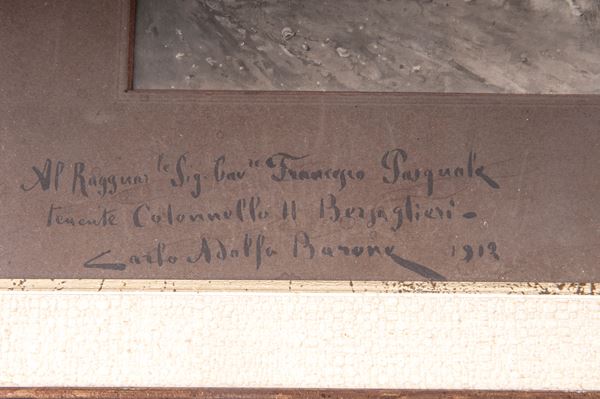 Al Ragguar.le Sig. Cav.re Francesco Pasquale
tenente Colonnello 11 Bersaglieri -
Carlo Adolfo Barone 1913